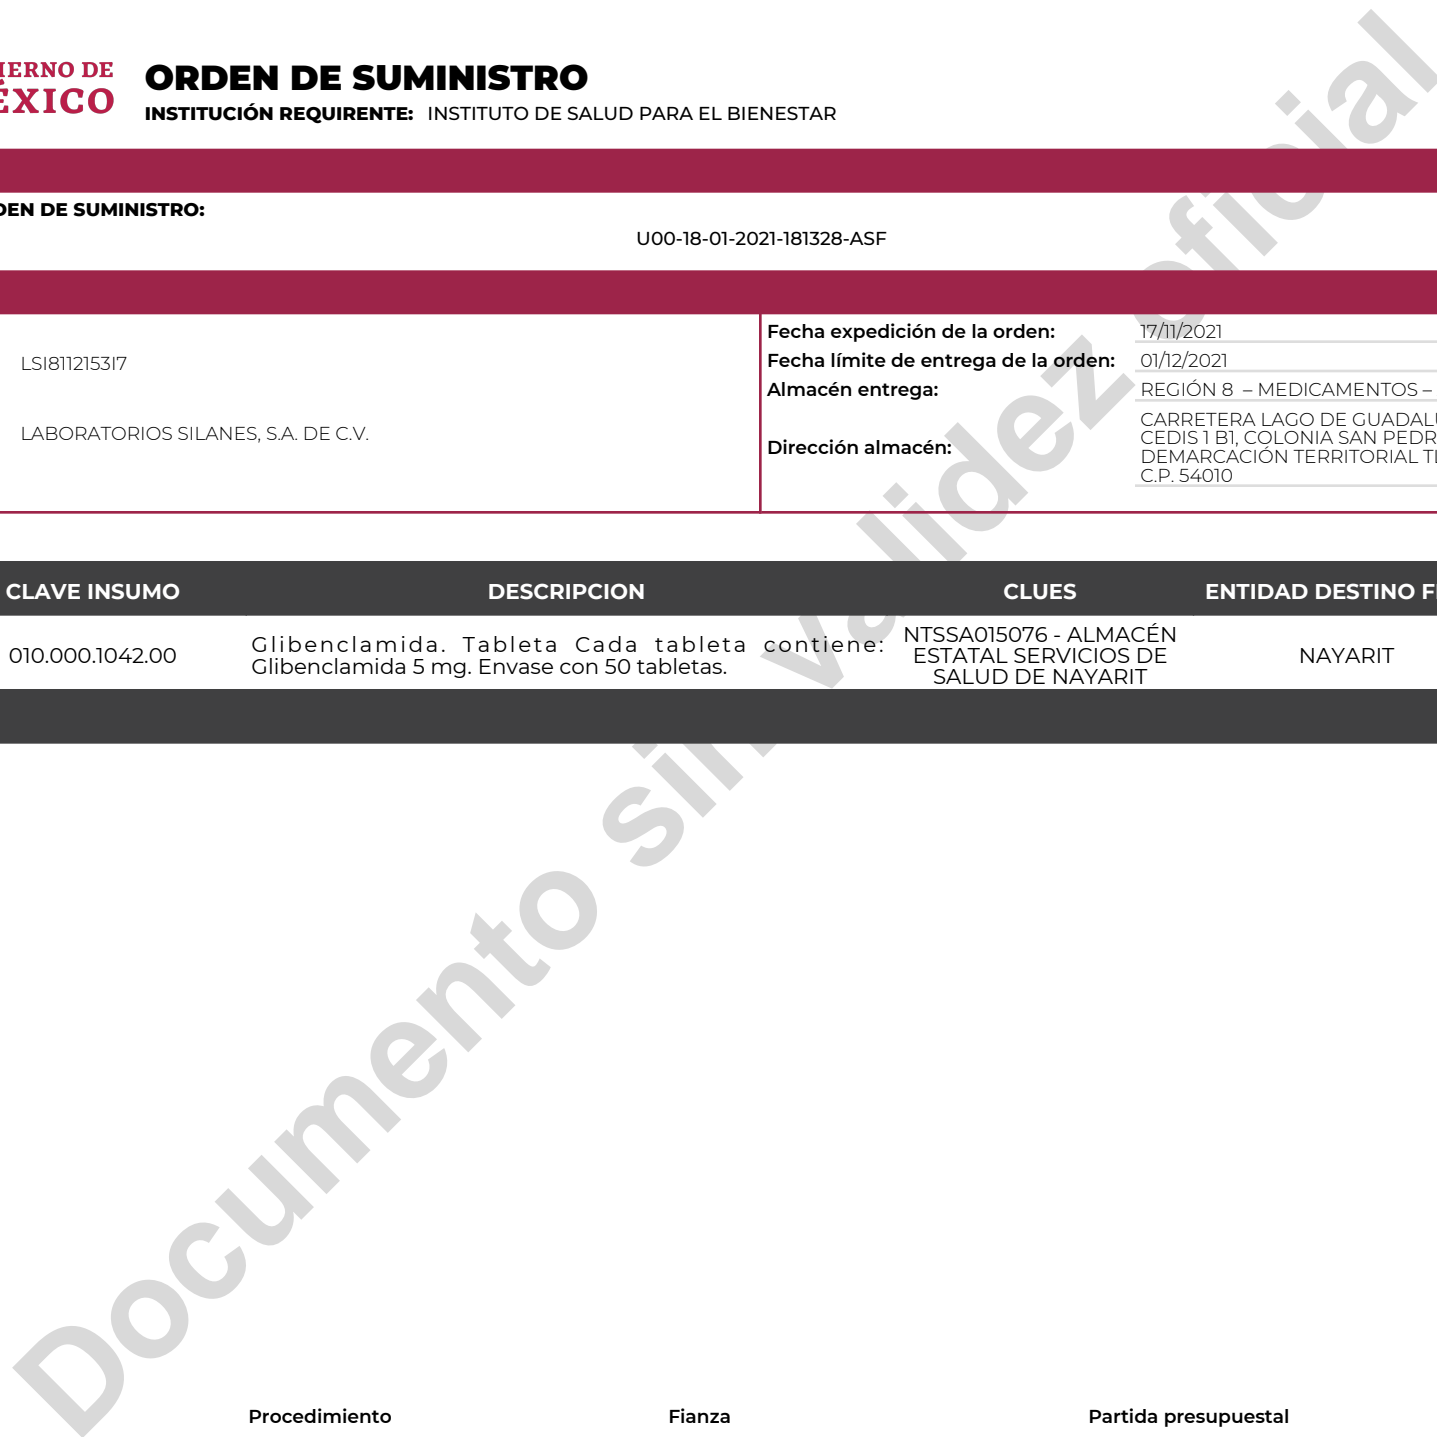 IERNO DE
ÉXICO
ORDEN DE SUMINISTRO
INSTITUCIÓN REQUIRENTE: INSTITUTO DE SALUD PARA EL BIENESTAR
DEN DE SUMINISTRO:
U00-18-01-2021-181328-ASF
LSI8112153I7
LABORATORIOS SILANES, S.A. DE C.V.
Fecha expedición de la orden: 17/11/2021
Fecha límite de entrega de la orden: 01/12/2021
Almacén entrega: REGIÓN 8 – MEDICAMENTOS –
Dirección almacén:
CARRETERA LAGO DE GUADALU
CEDIS 1 B1, COLONIA SAN PEDR
DEMARCACIÓN TERRITORIAL TL
C.P. 54010
CLAVE INSUMO DESCRIPCION CLUES ENTIDAD DESTINO FI
010.000.1042.00
Glibenclamida. Tableta Cada tableta contiene:
Glibenclamida 5 mg. Envase con 50 tabletas.
NTSSA015076 - ALMACÉN
ESTATAL SERVICIOS DE
SALUD DE NAYARIT
NAYARIT
Documento sin validez oficial
Procedimiento Fianza Partida presupuestal